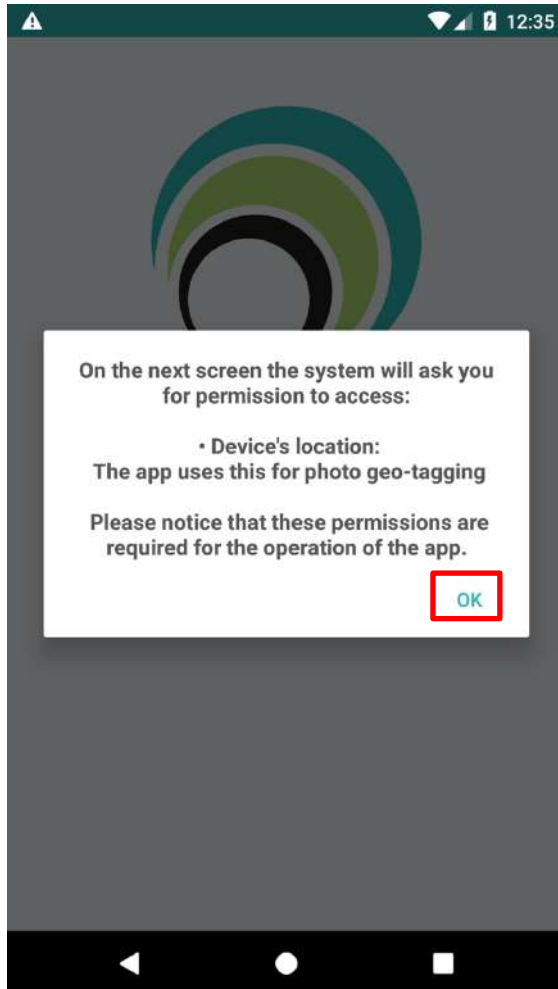 12:35
On the next screen the system will ask you
for permission to access:
• Device's location:
The app uses this for photo geo-tagging
Please notice that these permissions are
required for the operation of the app.
OK